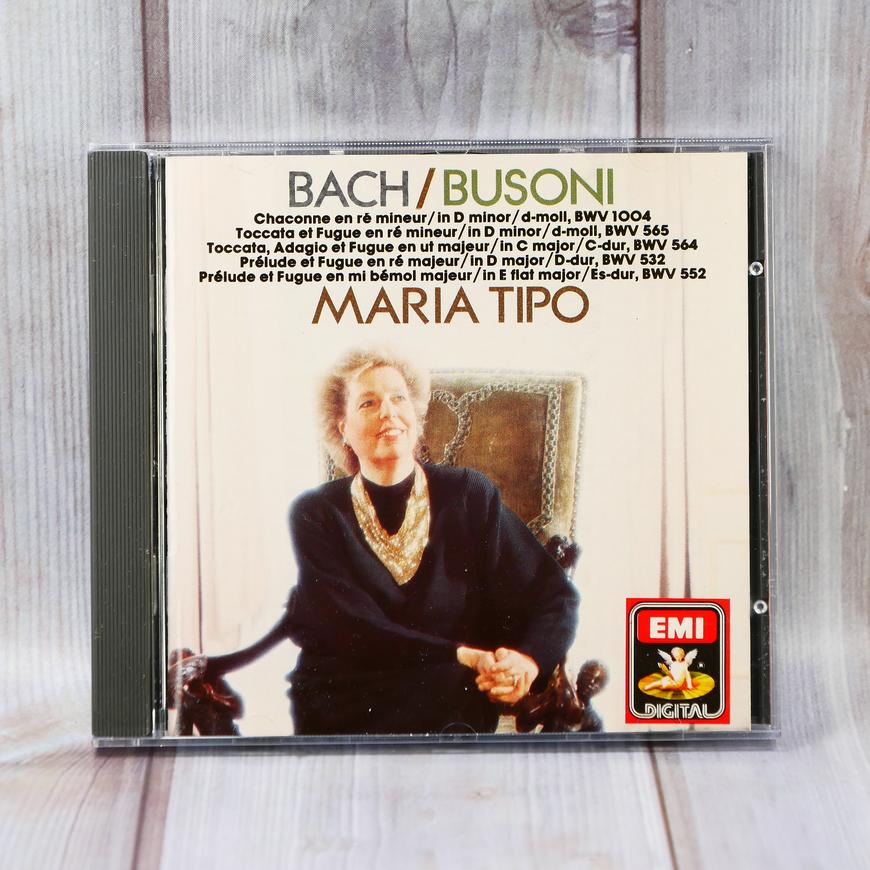 BACH/BUSONI
Chaconne en ré mineur/in D minor/d-moll, BWV 1004
Toccata et Fugue en ré mineur/in D minor/d-moll, BWV 565
Toccata, Adagio et Fugue en ut majeur/in C major/C-dur, BWV 564
Prélude et Fugue en ré majeur/in D major/D-dur, BWV 532
Prélude et Fugue en mi bémol majeur/in E flat major/Es-dur, BWV 552
MARIA TIPO
EMI
DIGITAL